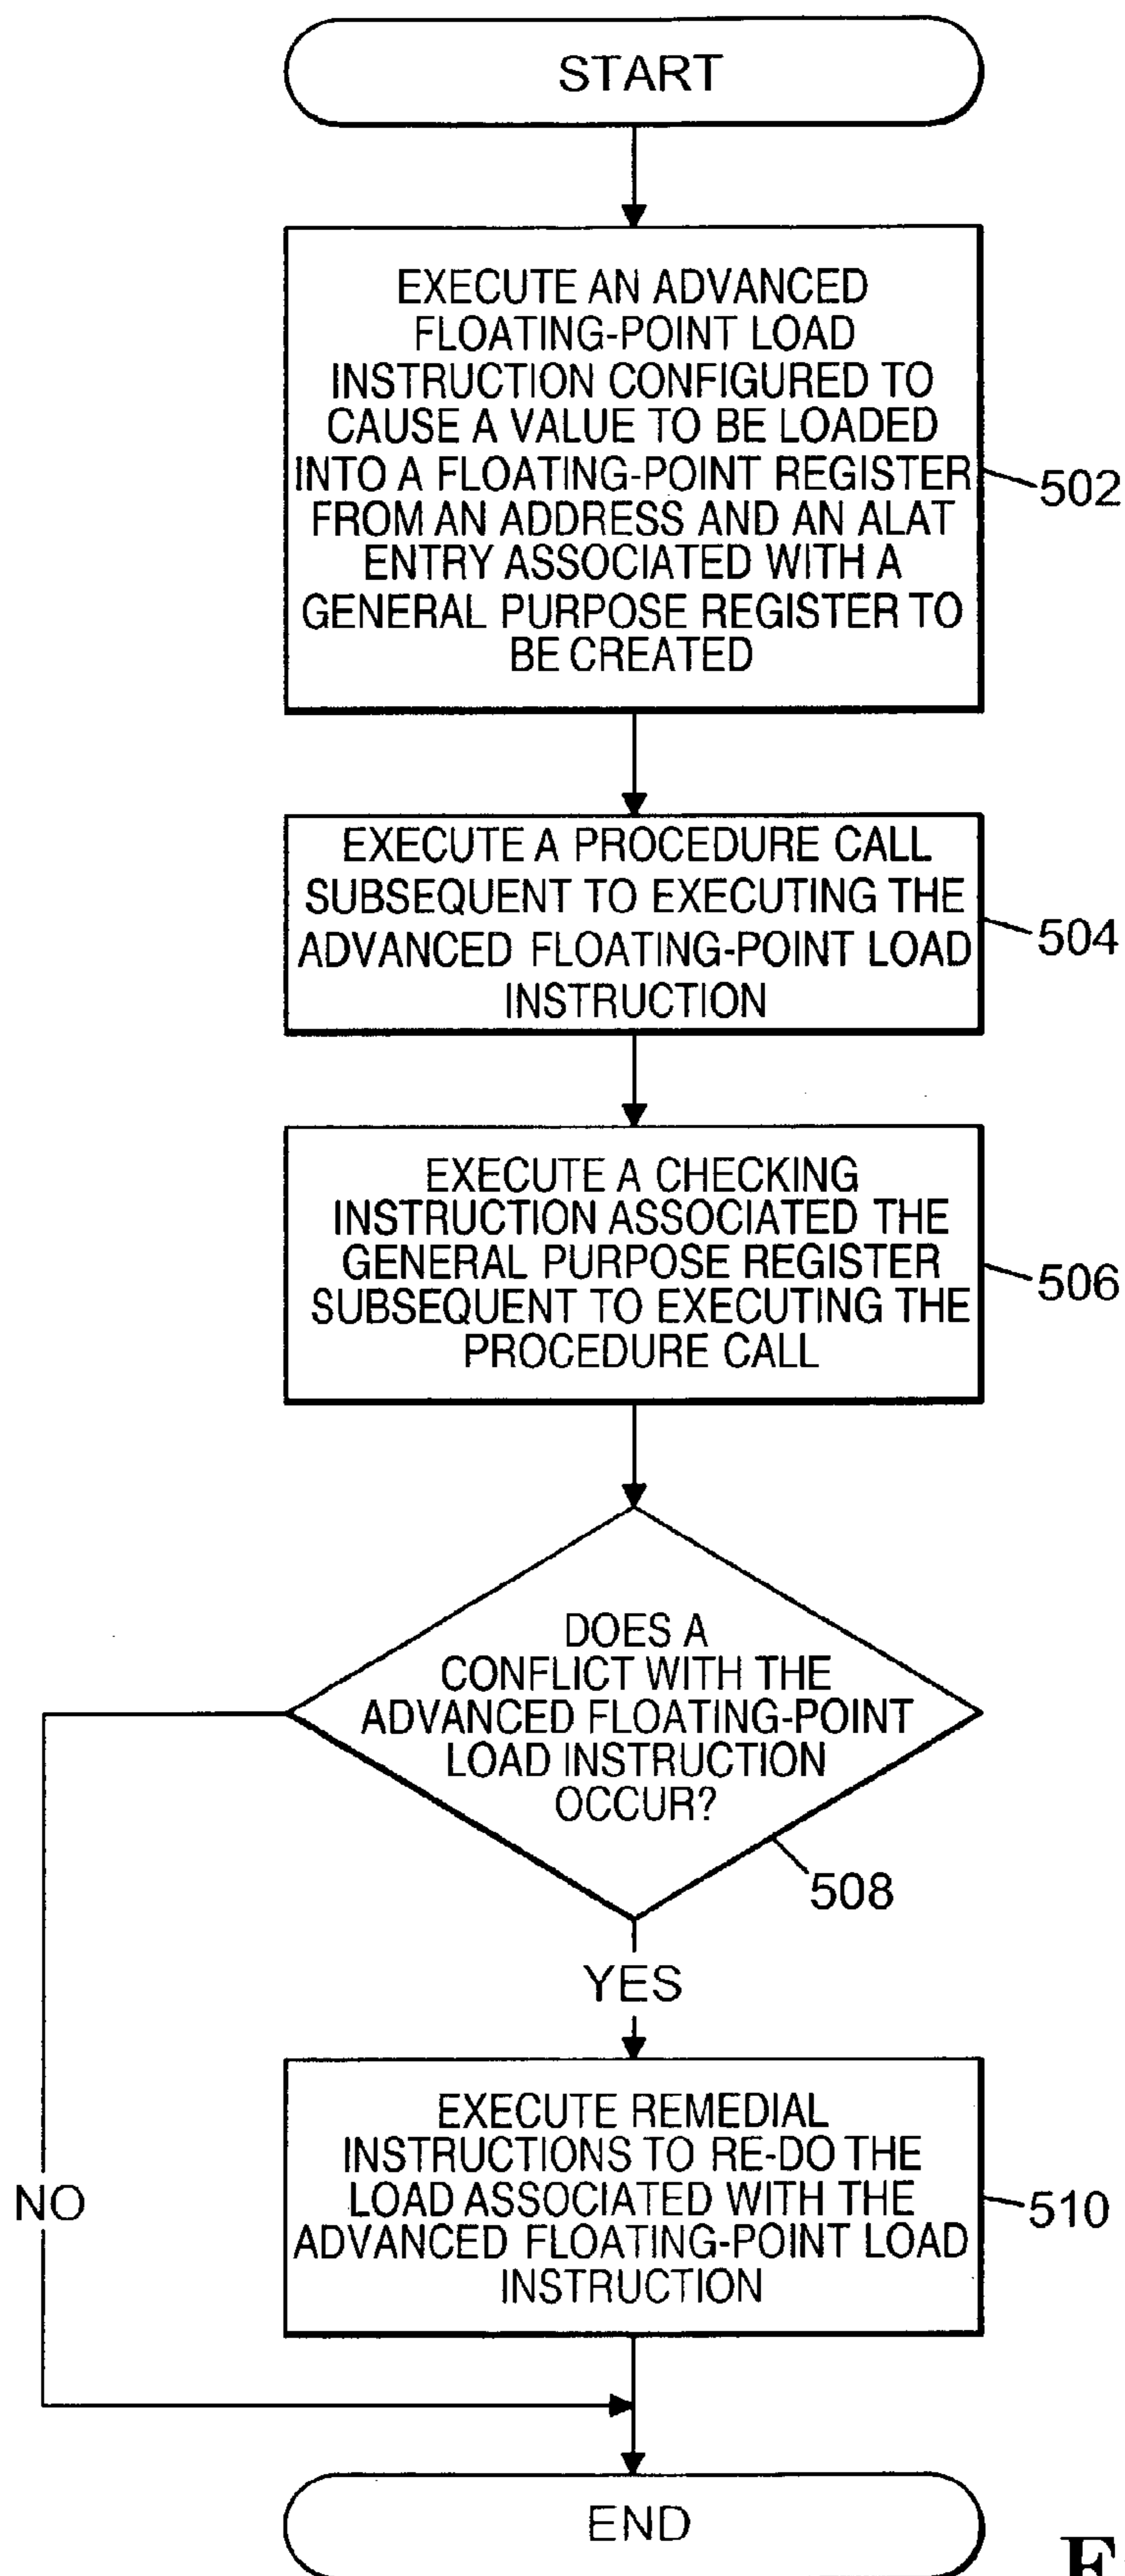 START
EXECUTE AN ADVANCED
FLOATING-POINT LOAD
INSTRUCTION CONFIGURED TO
CAUSE A VALUE TO BE LOADED
INTO A FLOATING-POINT REGISTER
FROM AN ADDRESS AND AN ALAT
ENTRY ASSOCIATED WITH A
GENERAL PURPOSE REGISTER TO
BE CREATED
502
EXECUTE A PROCEDURE CALL
SUBSEQUENT TO EXECUTING THE
ADVANCED FLOATING-POINT LOAD
INSTRUCTION
504
EXECUTE A CHECKING
INSTRUCTION ASSOCIATED THE
GENERAL PURPOSE REGISTER
SUBSEQUENT TO EXECUTING THE
PROCEDURE CALL
506
DOES A
CONFLICT WITH THE
ADVANCED FLOATING-POINT
LOAD INSTRUCTION
OCCUR?
508
YES
EXECUTE REMEDIAL
INSTRUCTIONS TO RE-DO THE
LOAD ASSOCIATED WITH THE
ADVANCED FLOATING-POINT LOAD
INSTRUCTION
510
NO
END